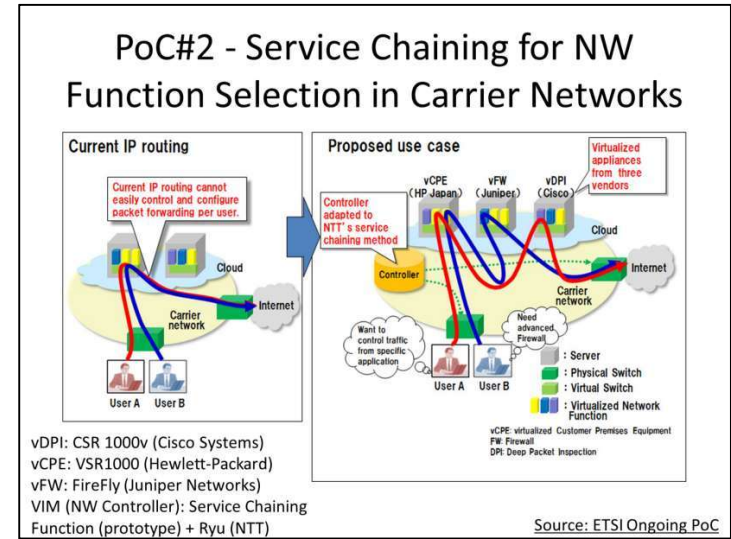 PoC#2 - Service Chaining for NW
Function Selection in Carrier Networks
Current IP routing
Current IP routing cannot
easily control and configure
packet forwarding per user.
Cloud
Internet
Carrier
network
User A
User B
Proposed use case
Virtualized
appliances
from three
vendors
vCPE
(HP Japan)
vFW
(Juniper)
vDPI
(Cisco)
Controller
adapted to
NTT's service
chaining method
Cloud
Controller
Internet
Carrier
network
Want to
control traffic
from specific
application
Need
advanced
Firewall
User A
User B
: Server
: Physical Switch
: Virtual Switch
: Virtualized Network
Function
vCPE: virtualized Customer Premises Equipment
FW: Firewall
DPI: Deep Packet Inspection
vDPI: CSR 1000v (Cisco Systems)
vCPE: VSR1000 (Hewlett-Packard)
vFW: FireFly (Juniper Networks)
VIM (NW Controller): Service Chaining
Function (prototype) + Ryu (NTT)
Source: ETSI Ongoing PoC